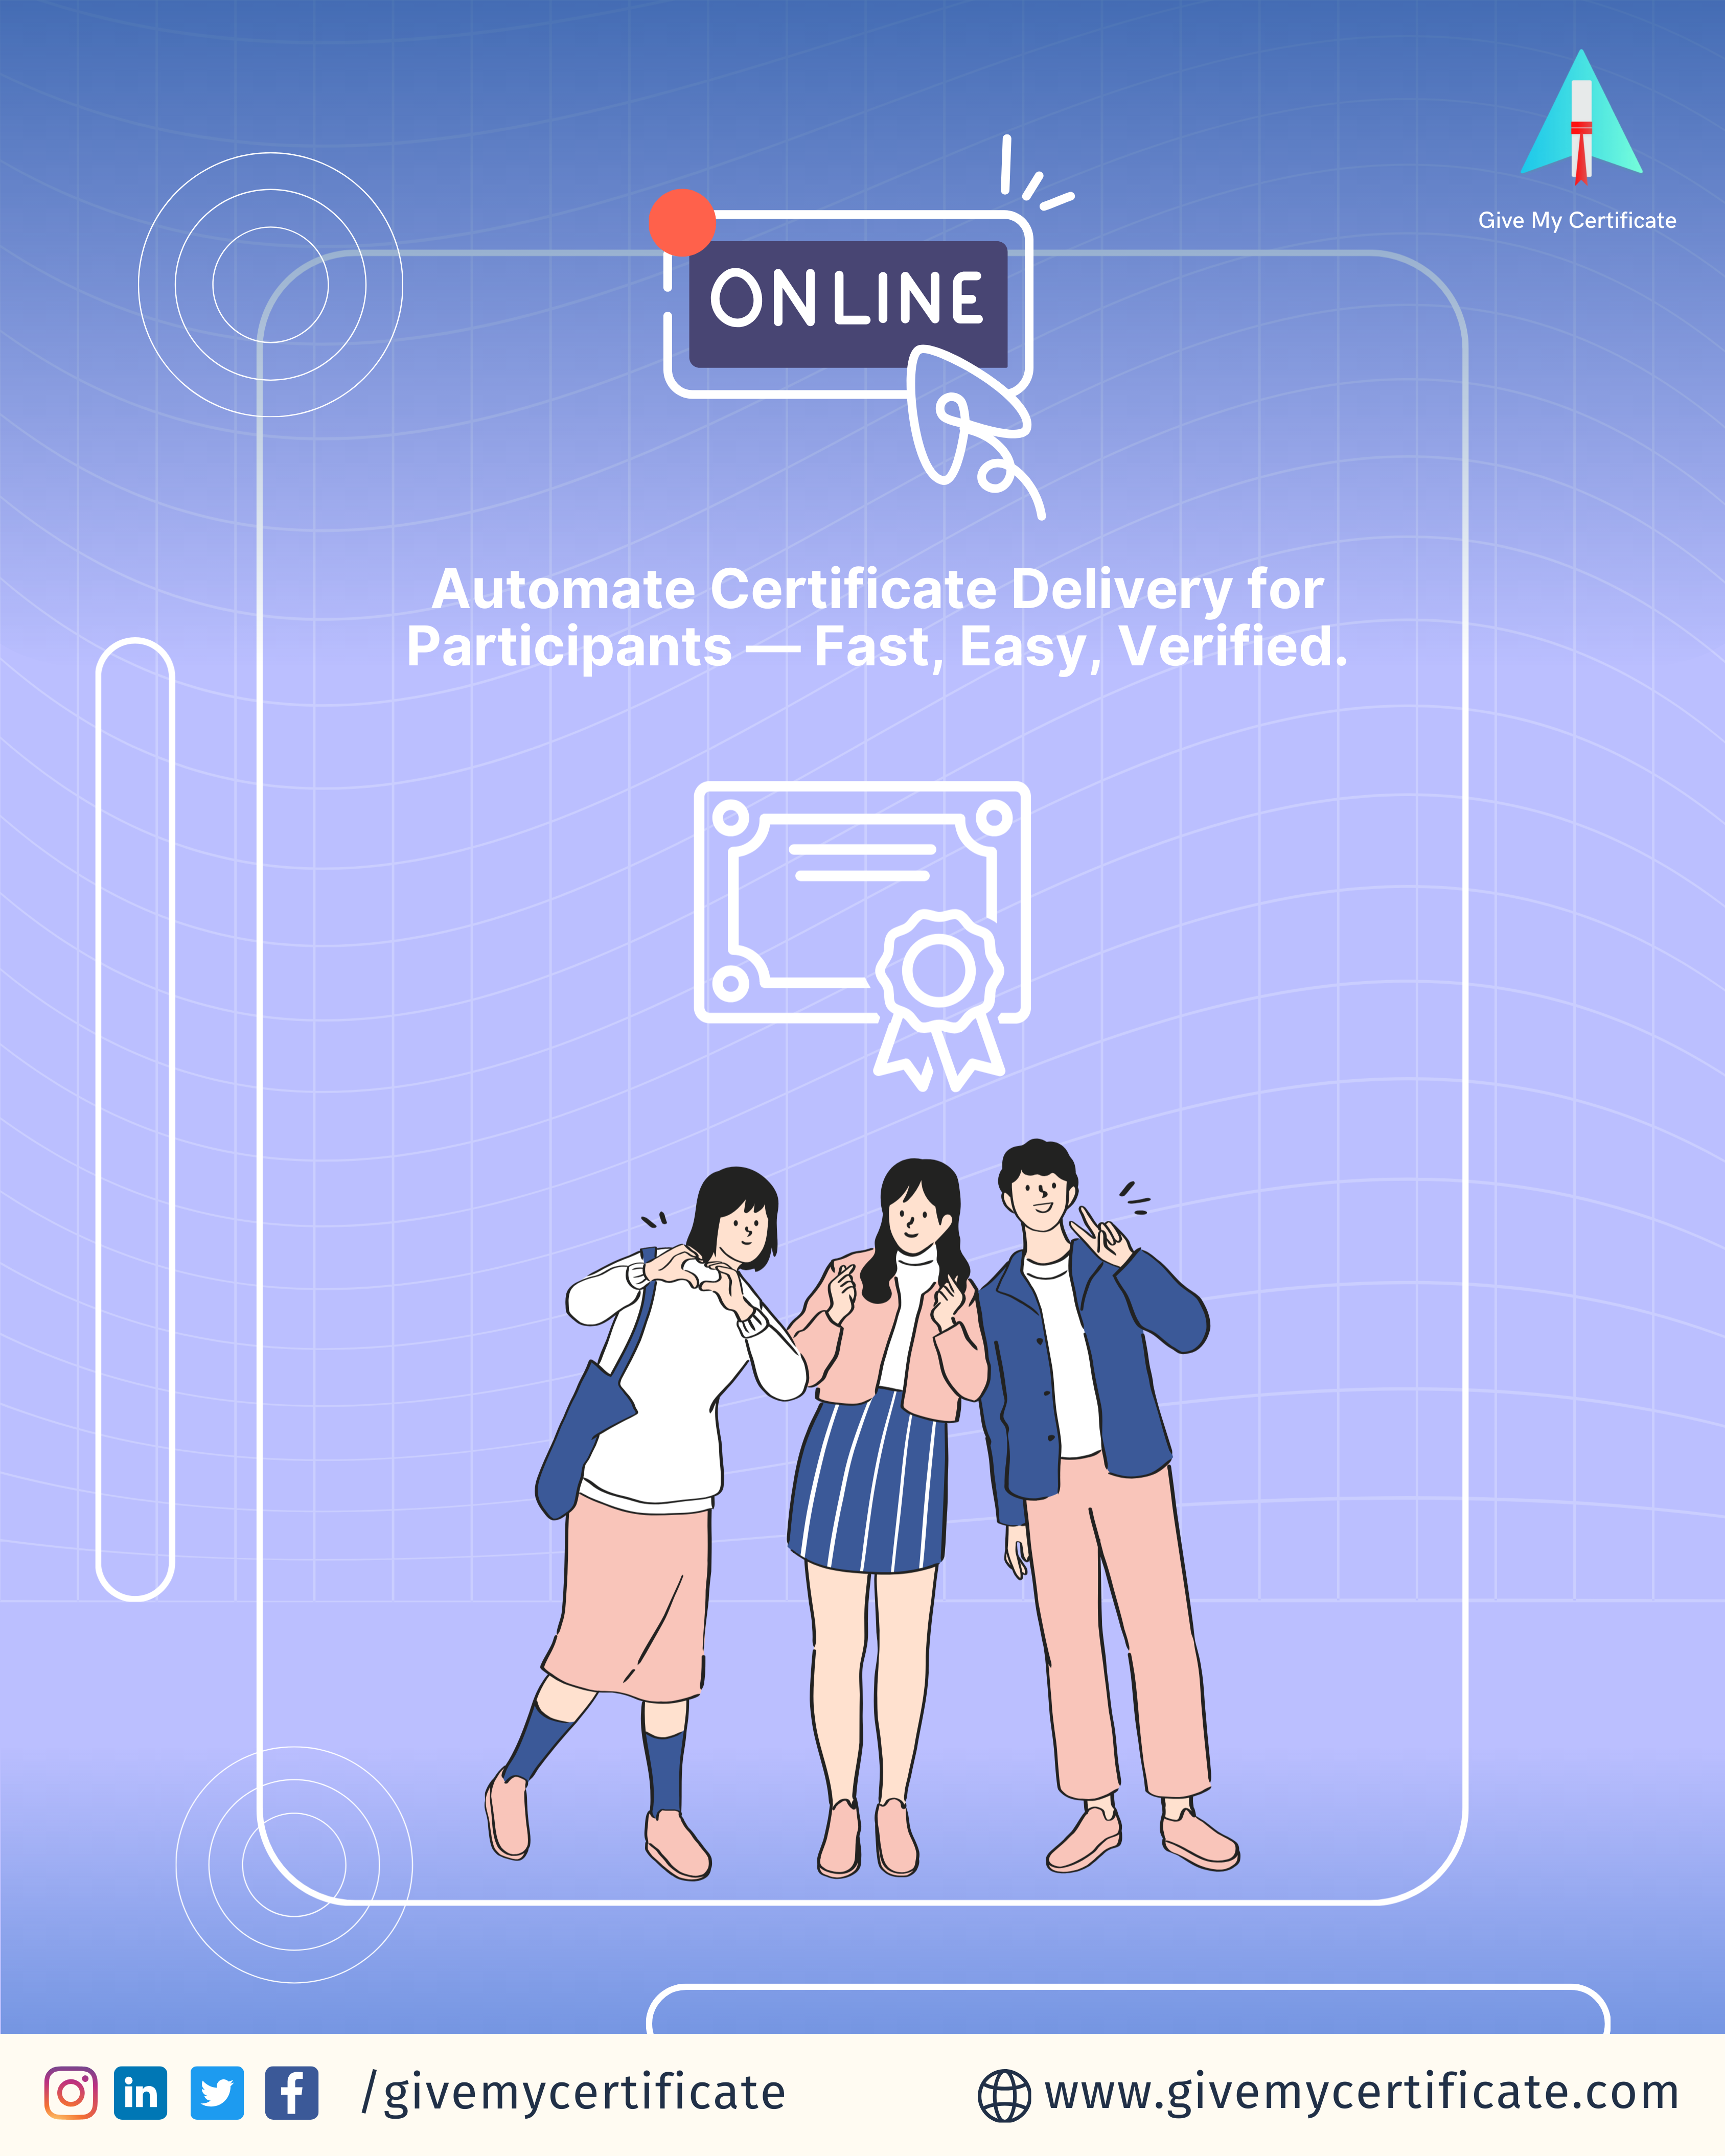 Give My Certificate
ONLINE
Automate Certificate Delivery for
Participants — Fast, Easy, Verified.
/givemycertificate
www.givemycertificate.com